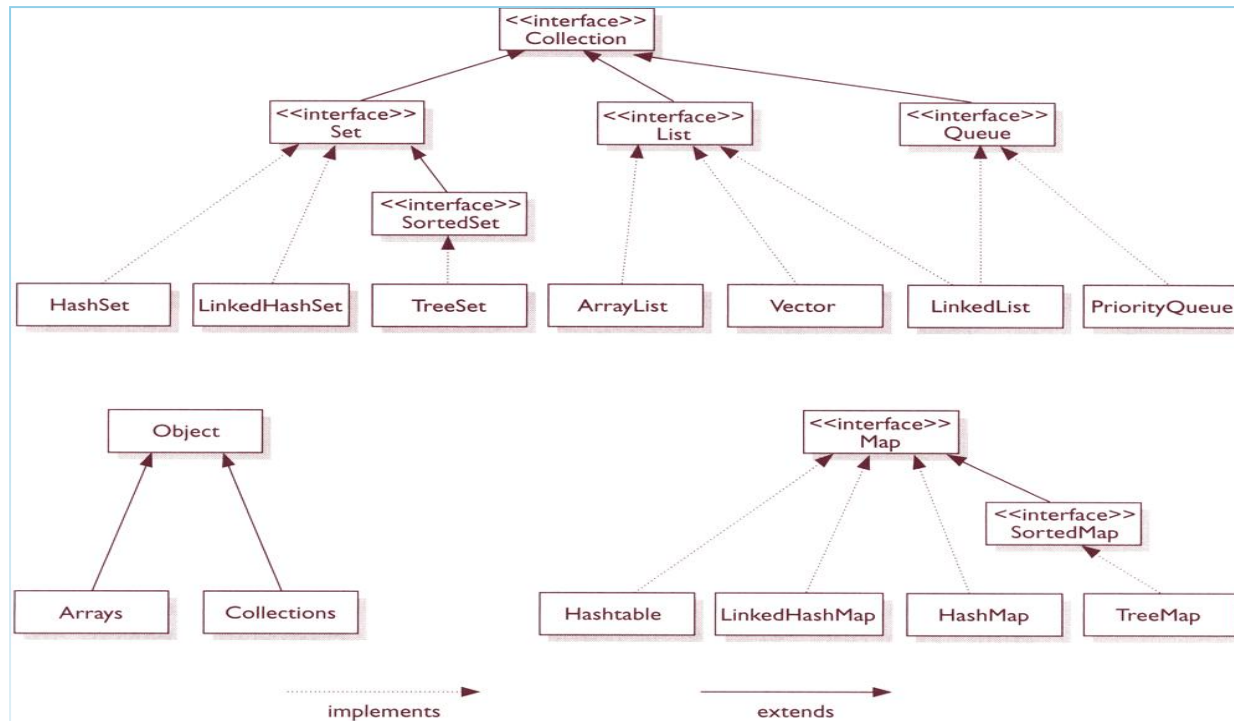 <<interface>>
Collection
<<interface>>
Set
<<interface>>
List
<<interface>>
Queue
<<interface>>
SortedSet
HashSet
LinkedHashSet
TreeSet
ArrayList
Vector
LinkedList
PriorityQueue
Object
<<interface>>
Map
<<interface>>
SortedMap
Arrays
Collections
Hashtable
LinkedHashMap
HashMap
TreeMap
implements
extends